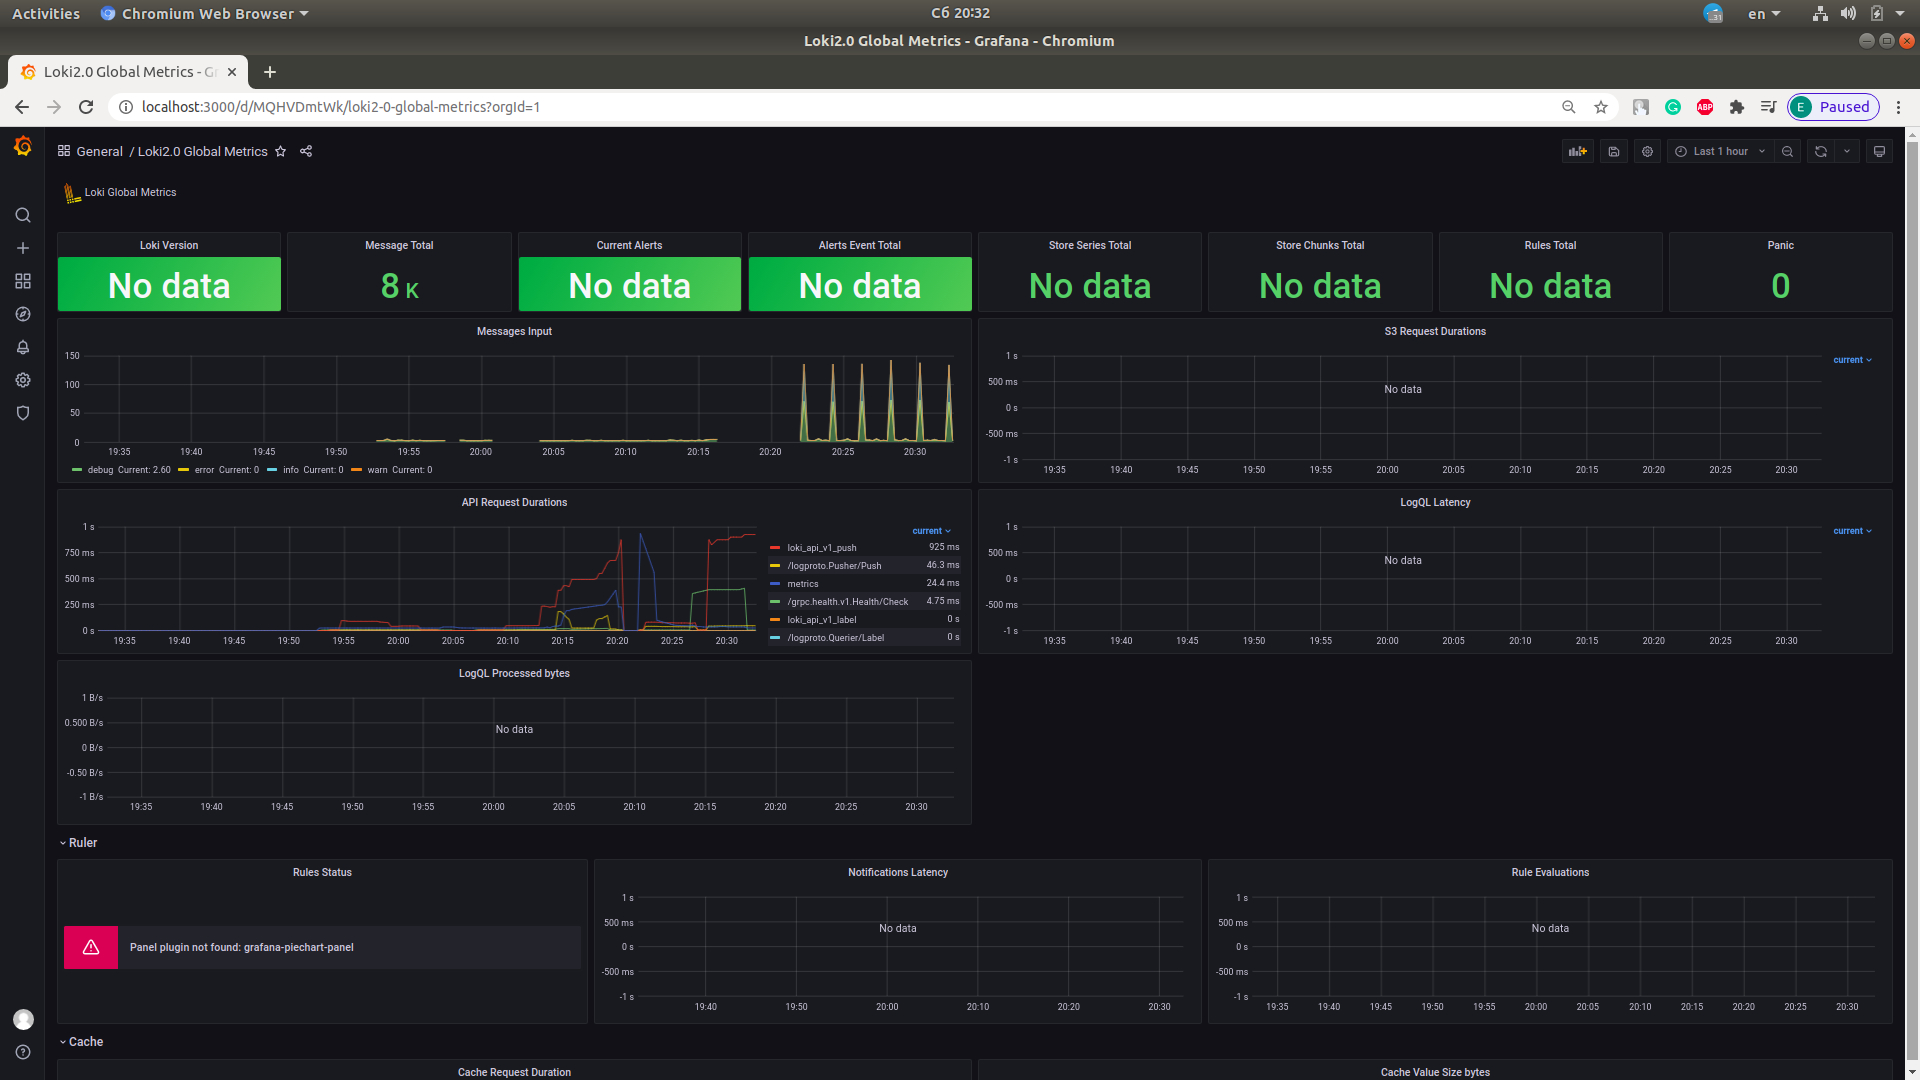 Activities Chromium Web Browser Сб 20:32 31 en
Loki2.0 Global Metrics - Grafana - Chromium
Loki2.0 Global Metrics - G
localhost:3000/d/MQHVDmtWk/loki2-0-global-metrics?orgId=1 ABP E Paused
General / Loki2.0 Global Metrics Last 1 hour
Loki Global Metrics
Loki Version Message Total Current Alerts Alerts Event Total Store Series Total Store Chunks Total Rules Total Panic
No data 8 K No data No data No data No data No data 0
Messages Input
150
100
50
0
19:35 19:40 19:45 19:50 19:55 20:00 20:05 20:10 20:15 20:20 20:25 20:30
debug Current: 2.60 error Current: 0 info Current: 0 warn Current: 0
S3 Request Durations
1 s
500 ms
0 s
-500 ms
-1 s
No data
current
19:35 19:40 19:45 19:50 19:55 20:00 20:05 20:10 20:15 20:20 20:25 20:30
API Request Durations
1 s
750 ms
500 ms
250 ms
0 s
19:35 19:40 19:45 19:50 19:55 20:00 20:05 20:10 20:15 20:20 20:25 20:30
current
loki_api_v1_push 925 ms
/logproto.Pusher/Push 46.3 ms
metrics 24.4 ms
/grpc.health.v1.Health/Check 4.75 ms
loki_api_v1_label 0 s
/logproto.Querier/Label 0 s
LogQL Latency
1 s
500 ms
0 s
-500 ms
-1 s
No data
current
19:35 19:40 19:45 19:50 19:55 20:00 20:05 20:10 20:15 20:20 20:25 20:30
LogQL Processed bytes
1 B/s
0.500 B/s
0 B/s
-0.50 B/s
-1 B/s
No data
19:35 19:40 19:45 19:50 19:55 20:00 20:05 20:10 20:15 20:20 20:25 20:30
Ruler
Rules Status
Panel plugin not found: grafana-piechart-panel
Notifications Latency
1 s
500 ms
0 s
-500 ms
-1 s
No data
19:40 19:50 20:00 20:10 20:20 20:30
Rule Evaluations
1 s
500 ms
0 s
-500 ms
-1 s
No data
19:35 19:40 19:45 19:50 19:55 20:00 20:05 20:10 20:15 20:20 20:25 20:30
Cache
Cache Request Duration Cache Value Size bytes